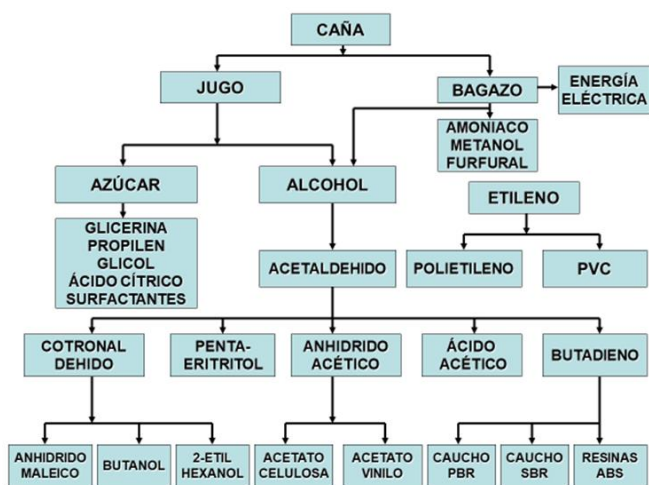 CAÑA
JUGO
BAGAZO
ENERGÍA
ELÉCTRICA
AMONIACO
METANOL
FURFURAL
AZÚCAR
ALCOHOL
ETILENO
GLICERINA
PROPILEN
GLICOL
ÁCIDO CÍTRICO
SURFACTANTES
ACETALDEHIDO
POLIETILENO
PVC
COTRONAL
DEHIDO
PENTA-
ERITRITOL
ANHIDRIDO
ACÉTICO
ÁCIDO
ACÉTICO
BUTADIENO
ANHIDRIDO
MALEICO
BUTANOL
2-ETIL
HEXANOL
ACETATO
CELULOSA
ACETATO
VINILO
CAUCHO
PBR
CAUCHO
SBR
RESINAS
ABS